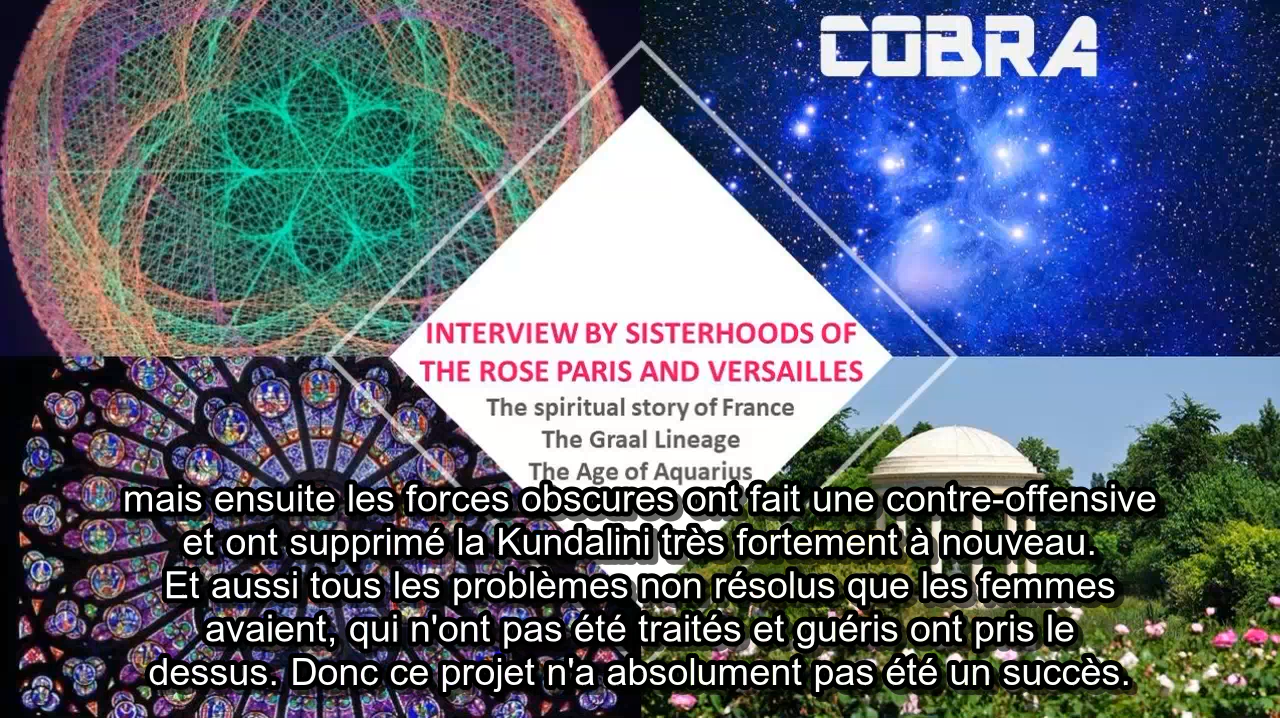 COBRA
INTERVIEW BY SISTERHOODS OF
THE ROSE PARIS AND VERSAILLES
The spiritual story of France
The Graal Lineage
The Age of Aquarius
mais ensuite les forces obscures ont fait une contre-offensive
et ont supprimé la Kundalini très fortement à nouveau.
Et aussi tous les problèmes non résolus que les femmes
avaient, qui n'ont pas été traités et guéris ont pris le
dessus. Donc ce projet n'a absolument pas été un succès.